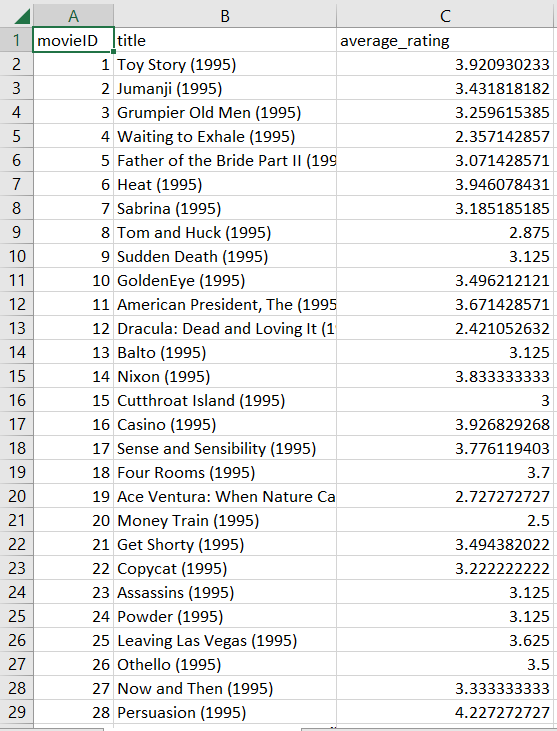 A B C
1 movieID title average_rating
2 1 Toy Story (1995) 3.920930233
3 2 Jumanji (1995) 3.431818182
4 3 Grumpier Old Men (1995) 3.259615385
5 4 Waiting to Exhale (1995) 2.357142857
6 5 Father of the Bride Part II (199 3.071428571
7 6 Heat (1995) 3.946078431
8 7 Sabrina (1995) 3.185185185
9 8 Tom and Huck (1995) 2.875
10 9 Sudden Death (1995) 3.125
11 10 GoldenEye (1995) 3.496212121
12 11 American President, The (1995 3.671428571
13 12 Dracula: Dead and Loving It (1 2.421052632
14 13 Balto (1995) 3.125
15 14 Nixon (1995) 3.833333333
16 15 Cutthroat Island (1995) 3
17 16 Casino (1995) 3.926829268
18 17 Sense and Sensibility (1995) 3.776119403
19 18 Four Rooms (1995) 3.7
20 19 Ace Ventura: When Nature Ca 2.727272727
21 20 Money Train (1995) 2.5
22 21 Get Shorty (1995) 3.494382022
23 22 Copycat (1995) 3.222222222
24 23 Assassins (1995) 3.125
25 24 Powder (1995) 3.125
26 25 Leaving Las Vegas (1995) 3.625
27 26 Othello (1995) 3.5
28 27 Now and Then (1995) 3.333333333
29 28 Persuasion (1995) 4.227272727